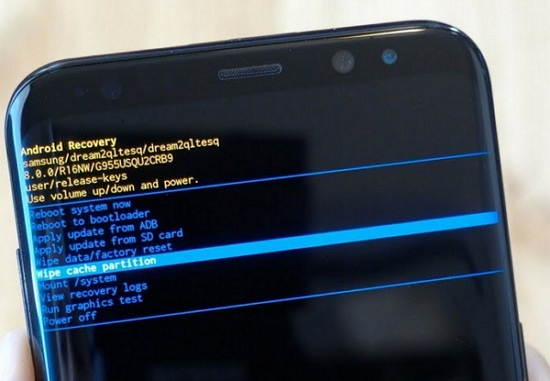 Android Recovery
samsung/dream2qltesq/dream2qltesq
8.0.0/R16NW/G955USQU2CRB9
user/release-keys
Use volume up/down and power.
Reboot system now
Reboot to bootloader
Apply update from ADB
Apply update from SD card
Wipe data/factory reset
Wipe cache partition
Mount /system
View recovery logs
Run graphics test
Power off